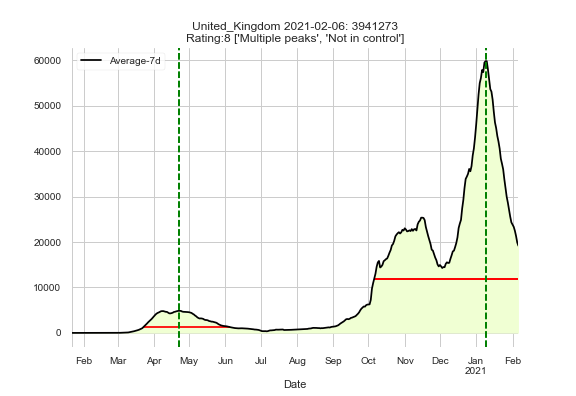 United_Kingdom 2021-02-06: 3941273
Rating:8 ['Multiple peaks', 'Not in control']
Average-7d
60000
50000
40000
30000
20000
10000
0
Feb Mar Apr May Jun Jul Aug Sep Oct Nov Dec Jan Feb
2021
Date